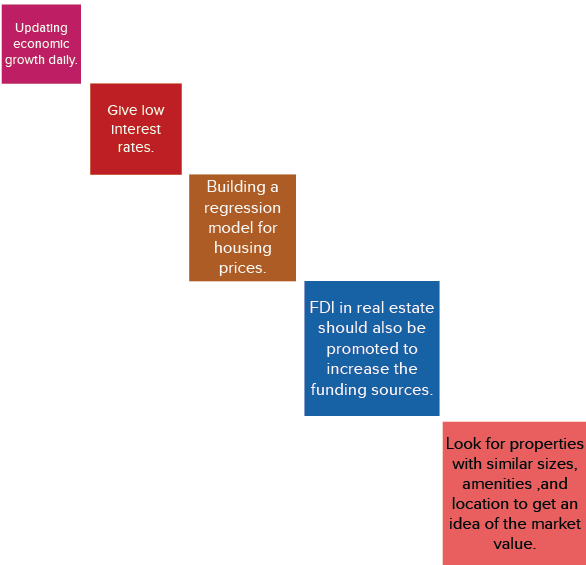 Updating
economic
growth daily.
Give low
interest
rates.
Building a
regression
model for
housing
prices.
FDI in real estate
should also be
promoted to
increase the
funding sources.
Look for properties
with similar sizes,
amenities ,and
location to get an
idea of the market
value.